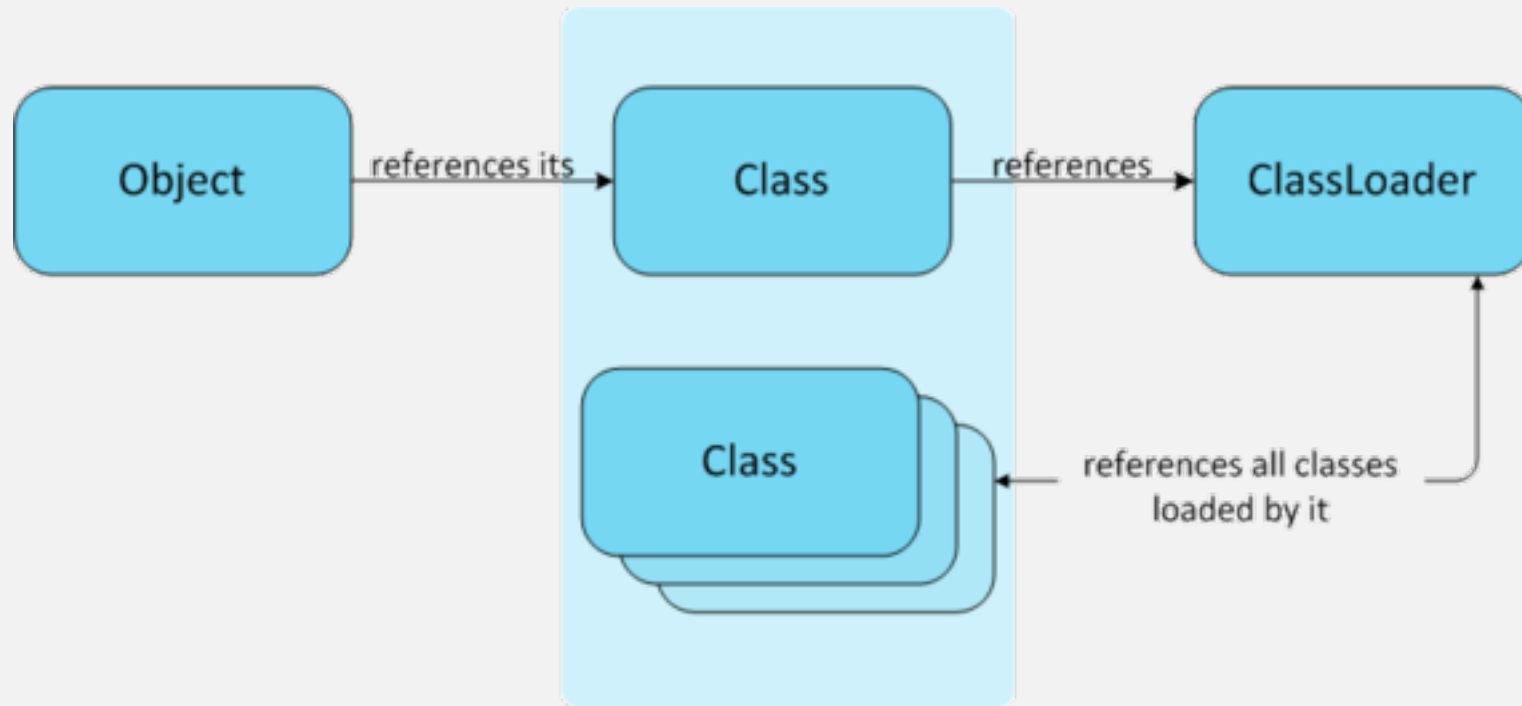 Object
references its
Class
references
ClassLoader
Class
references all classes
loaded by it